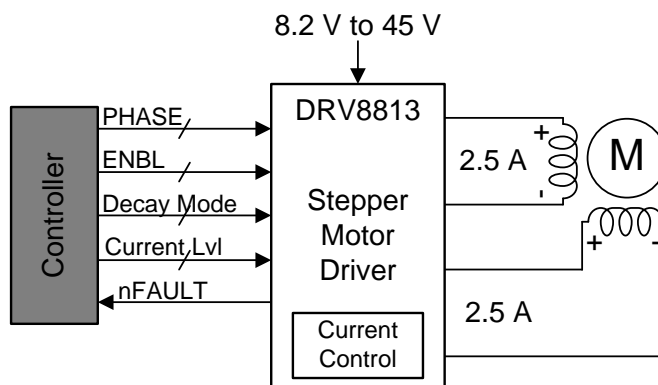 8.2 V to 45 V
Controller
PHASE
ENBL
Decay Mode
Current Lvl
nFAULT
DRV8813
Stepper
Motor
Driver
Current
Control
+
2.5 A
-
M
+ -
2.5 A